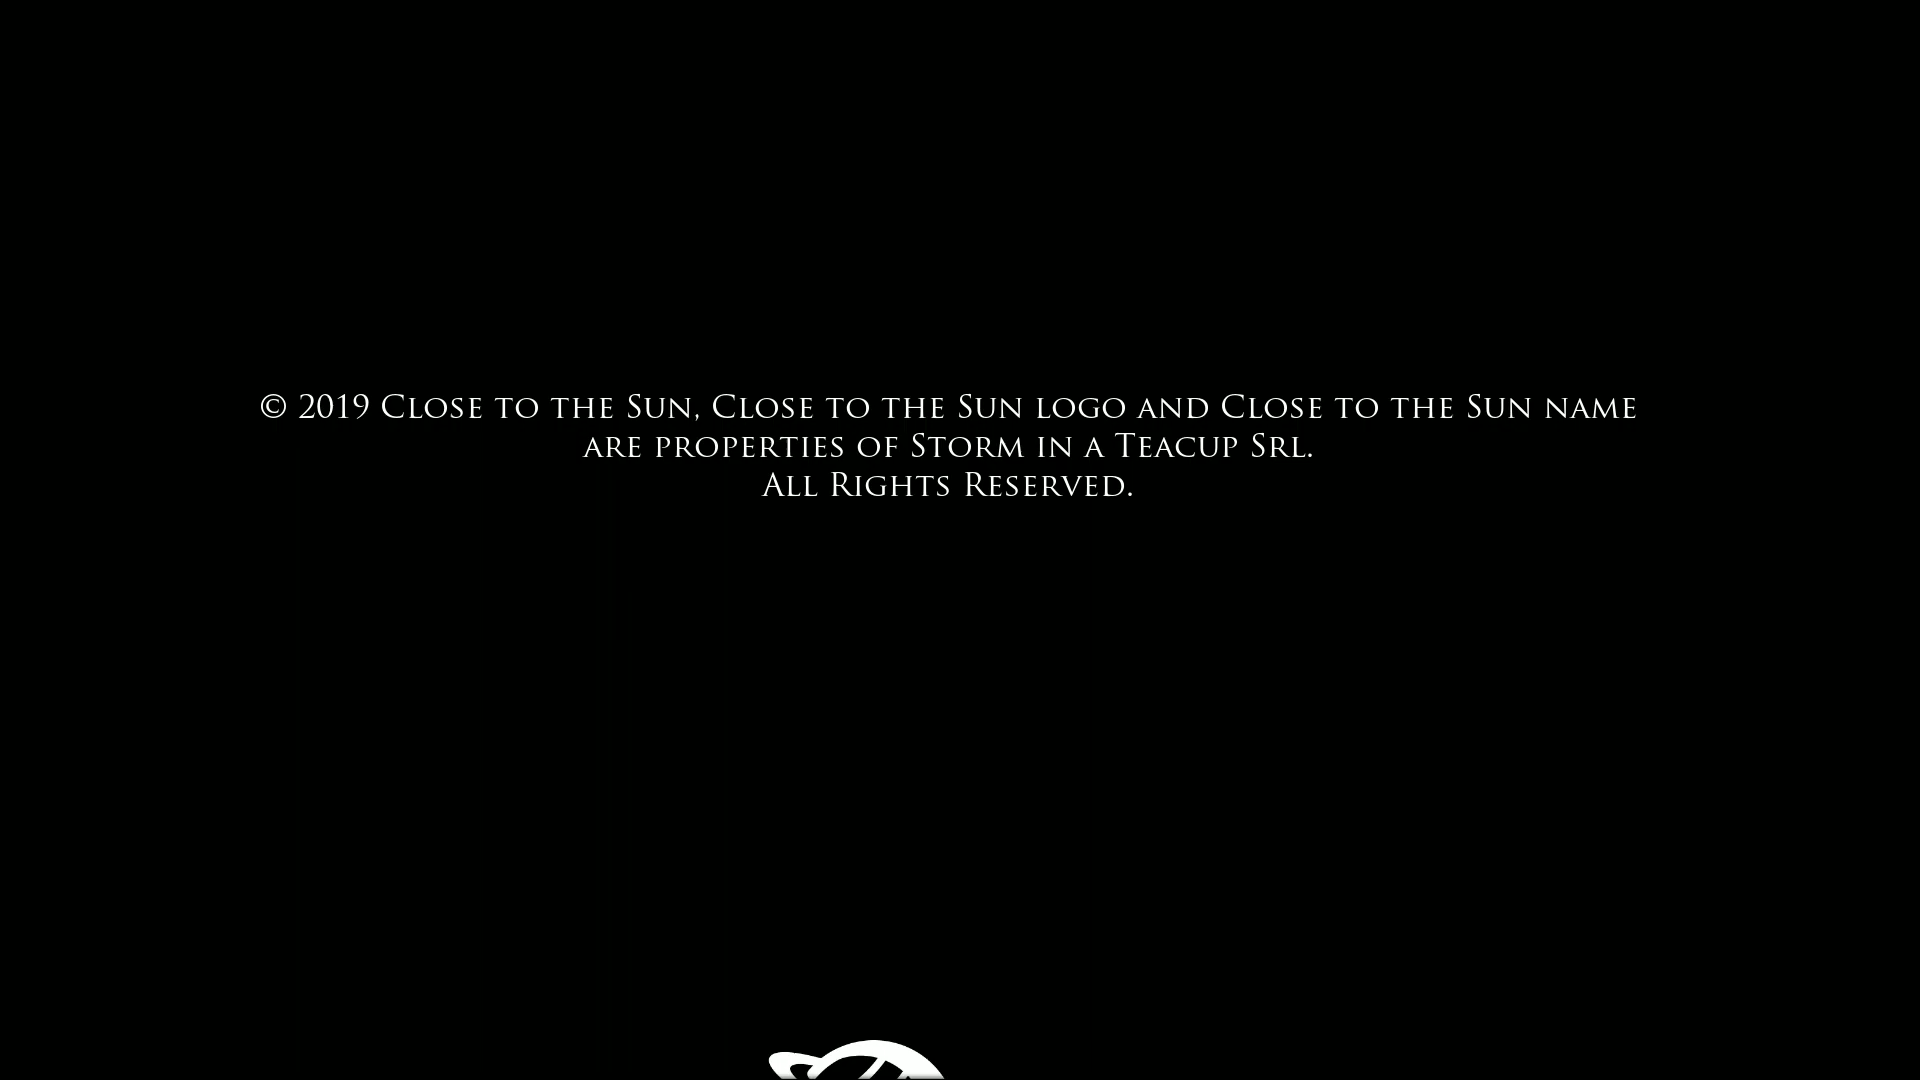 © 2019 Close to the Sun, Close to the Sun logo and Close to the Sun name
are properties of Storm in a Teacup Srl.
All Rights Reserved.